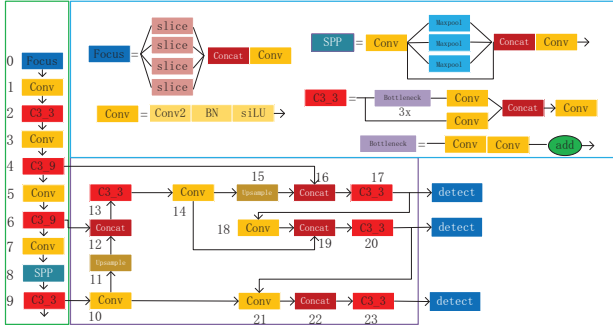 0 Focus
1 Conv
2 C3_3
3 Conv
4 C3_9
5 Conv
6 C3_9
7 Conv
8 SPP
9 C3_3
Focus = slice slice slice slice Concat Conv
Conv = Conv2 BN siLU
SPP = Conv Maxpool Maxpool Maxpool Concat Conv
C3_3 = Bottleneck 3x Conv Conv Concat Conv
Bottleneck = Conv Conv add
15 16 17
C3_3 Conv Upsample Concat C3_3 detect
13 14
Concat 18 Conv Concat C3_3 detect
12 19 20
Upsample
11
Conv Conv Concat C3_3 detect
10 21 22 23